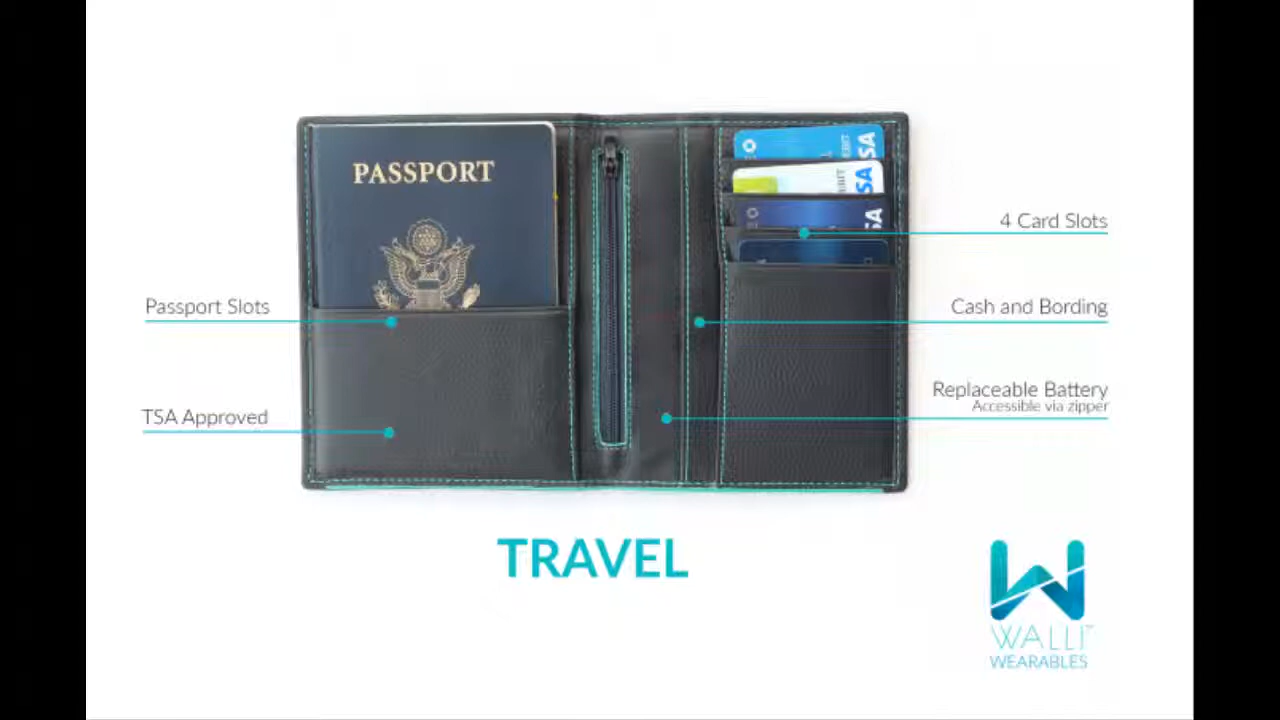 PASSPORT
4 Card Slots
Passport Slots
Cash and Bording
Replaceable Battery
Accessible via zipper
TSA Approved
TRAVEL
WALLI
WEARABLES